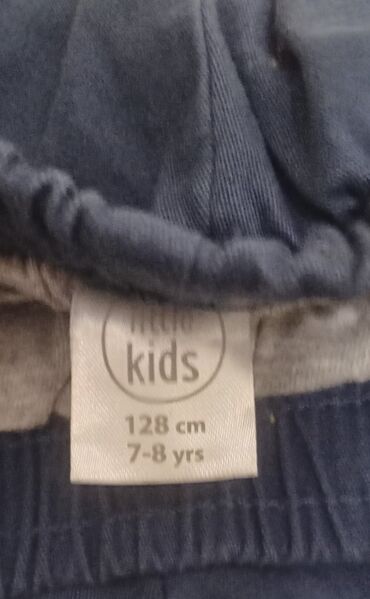 little
kids
128 cm
7-8 yrs